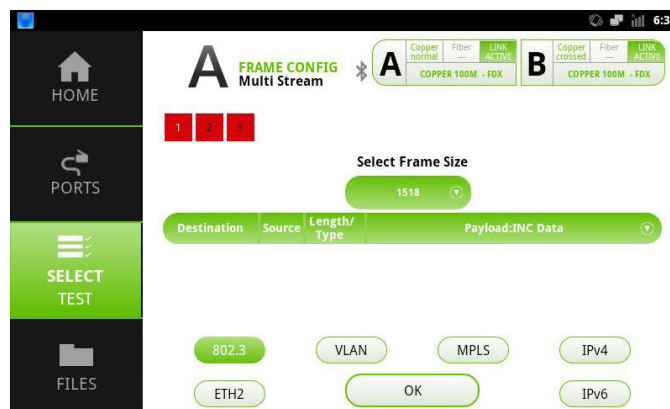 6:3
HOME
PORTS
SELECT
TEST
FILES
A
FRAME CONFIG
Multi Stream
A
Copper
normal
Fiber
—
LINK
ACTIVE
COPPER 100M - FDX
B
Copper
crossed
Fiber
—
LINK
ACTIVE
COPPER 100M - FDX
1 2 3
Select Frame Size
1518
Destination Source Length/
Type Payload:INC Data
802.3 VLAN MPLS IPv4
ETH2 OK IPv6